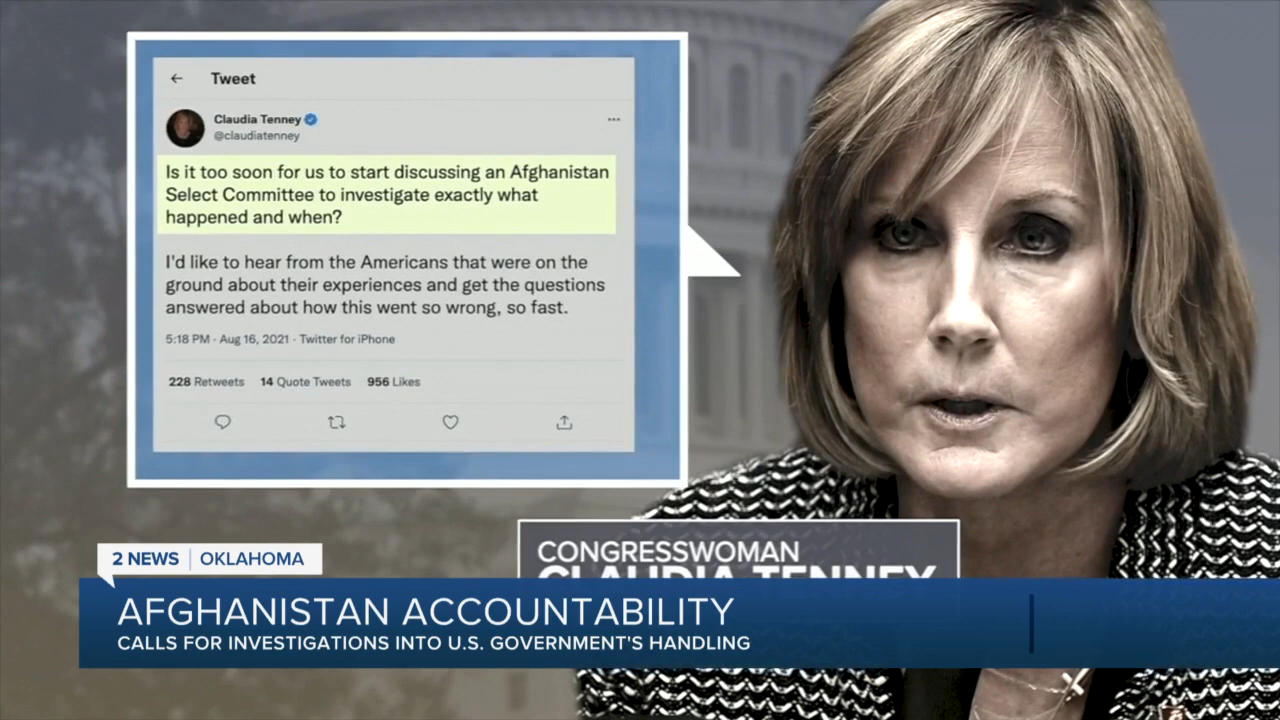 Tweet
Claudia Tenney
@claudiatenney
Is it too soon for us to start discussing an Afghanistan
Select Committee to investigate exactly what
happened and when?
I'd like to hear from the Americans that were on the
ground about their experiences and get the questions
answered about how this went so wrong, so fast.
5:18 PM · Aug 16, 2021 · Twitter for iPhone
228 Retweets 14 Quote Tweets 956 Likes
CONGRESSWOMAN
CLAUDIA TENNEY
2 NEWS | OKLAHOMA
AFGHANISTAN ACCOUNTABILITY
CALLS FOR INVESTIGATIONS INTO U.S. GOVERNMENT'S HANDLING